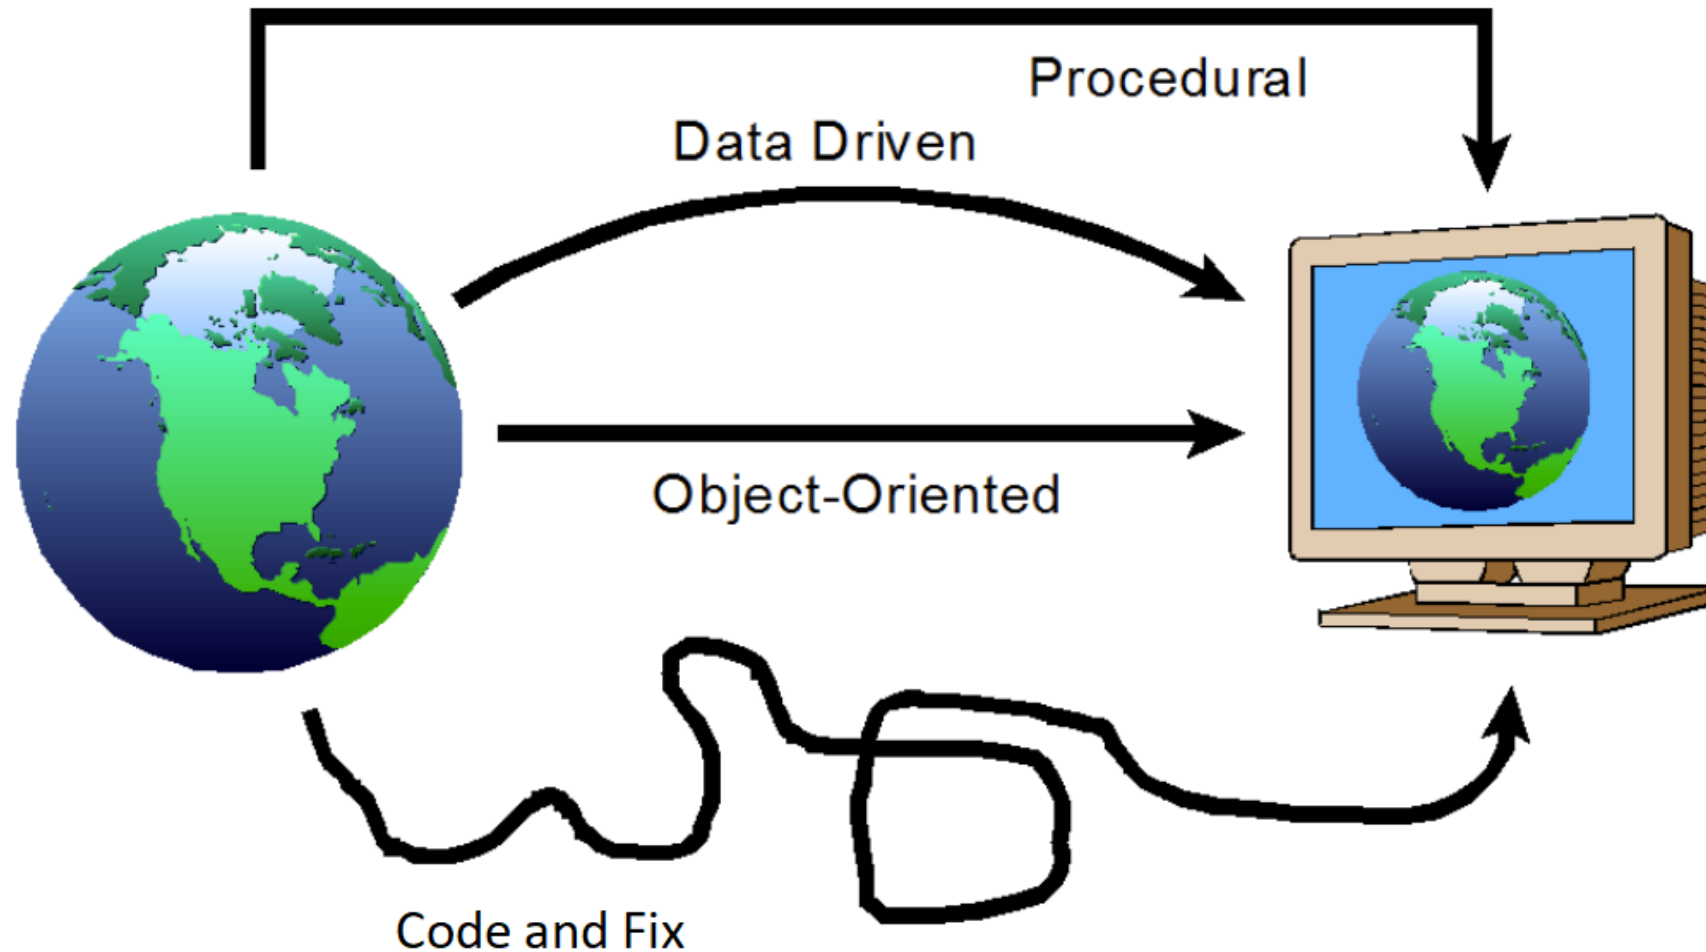 Procedural
Data Driven
Object-Oriented
Code and Fix